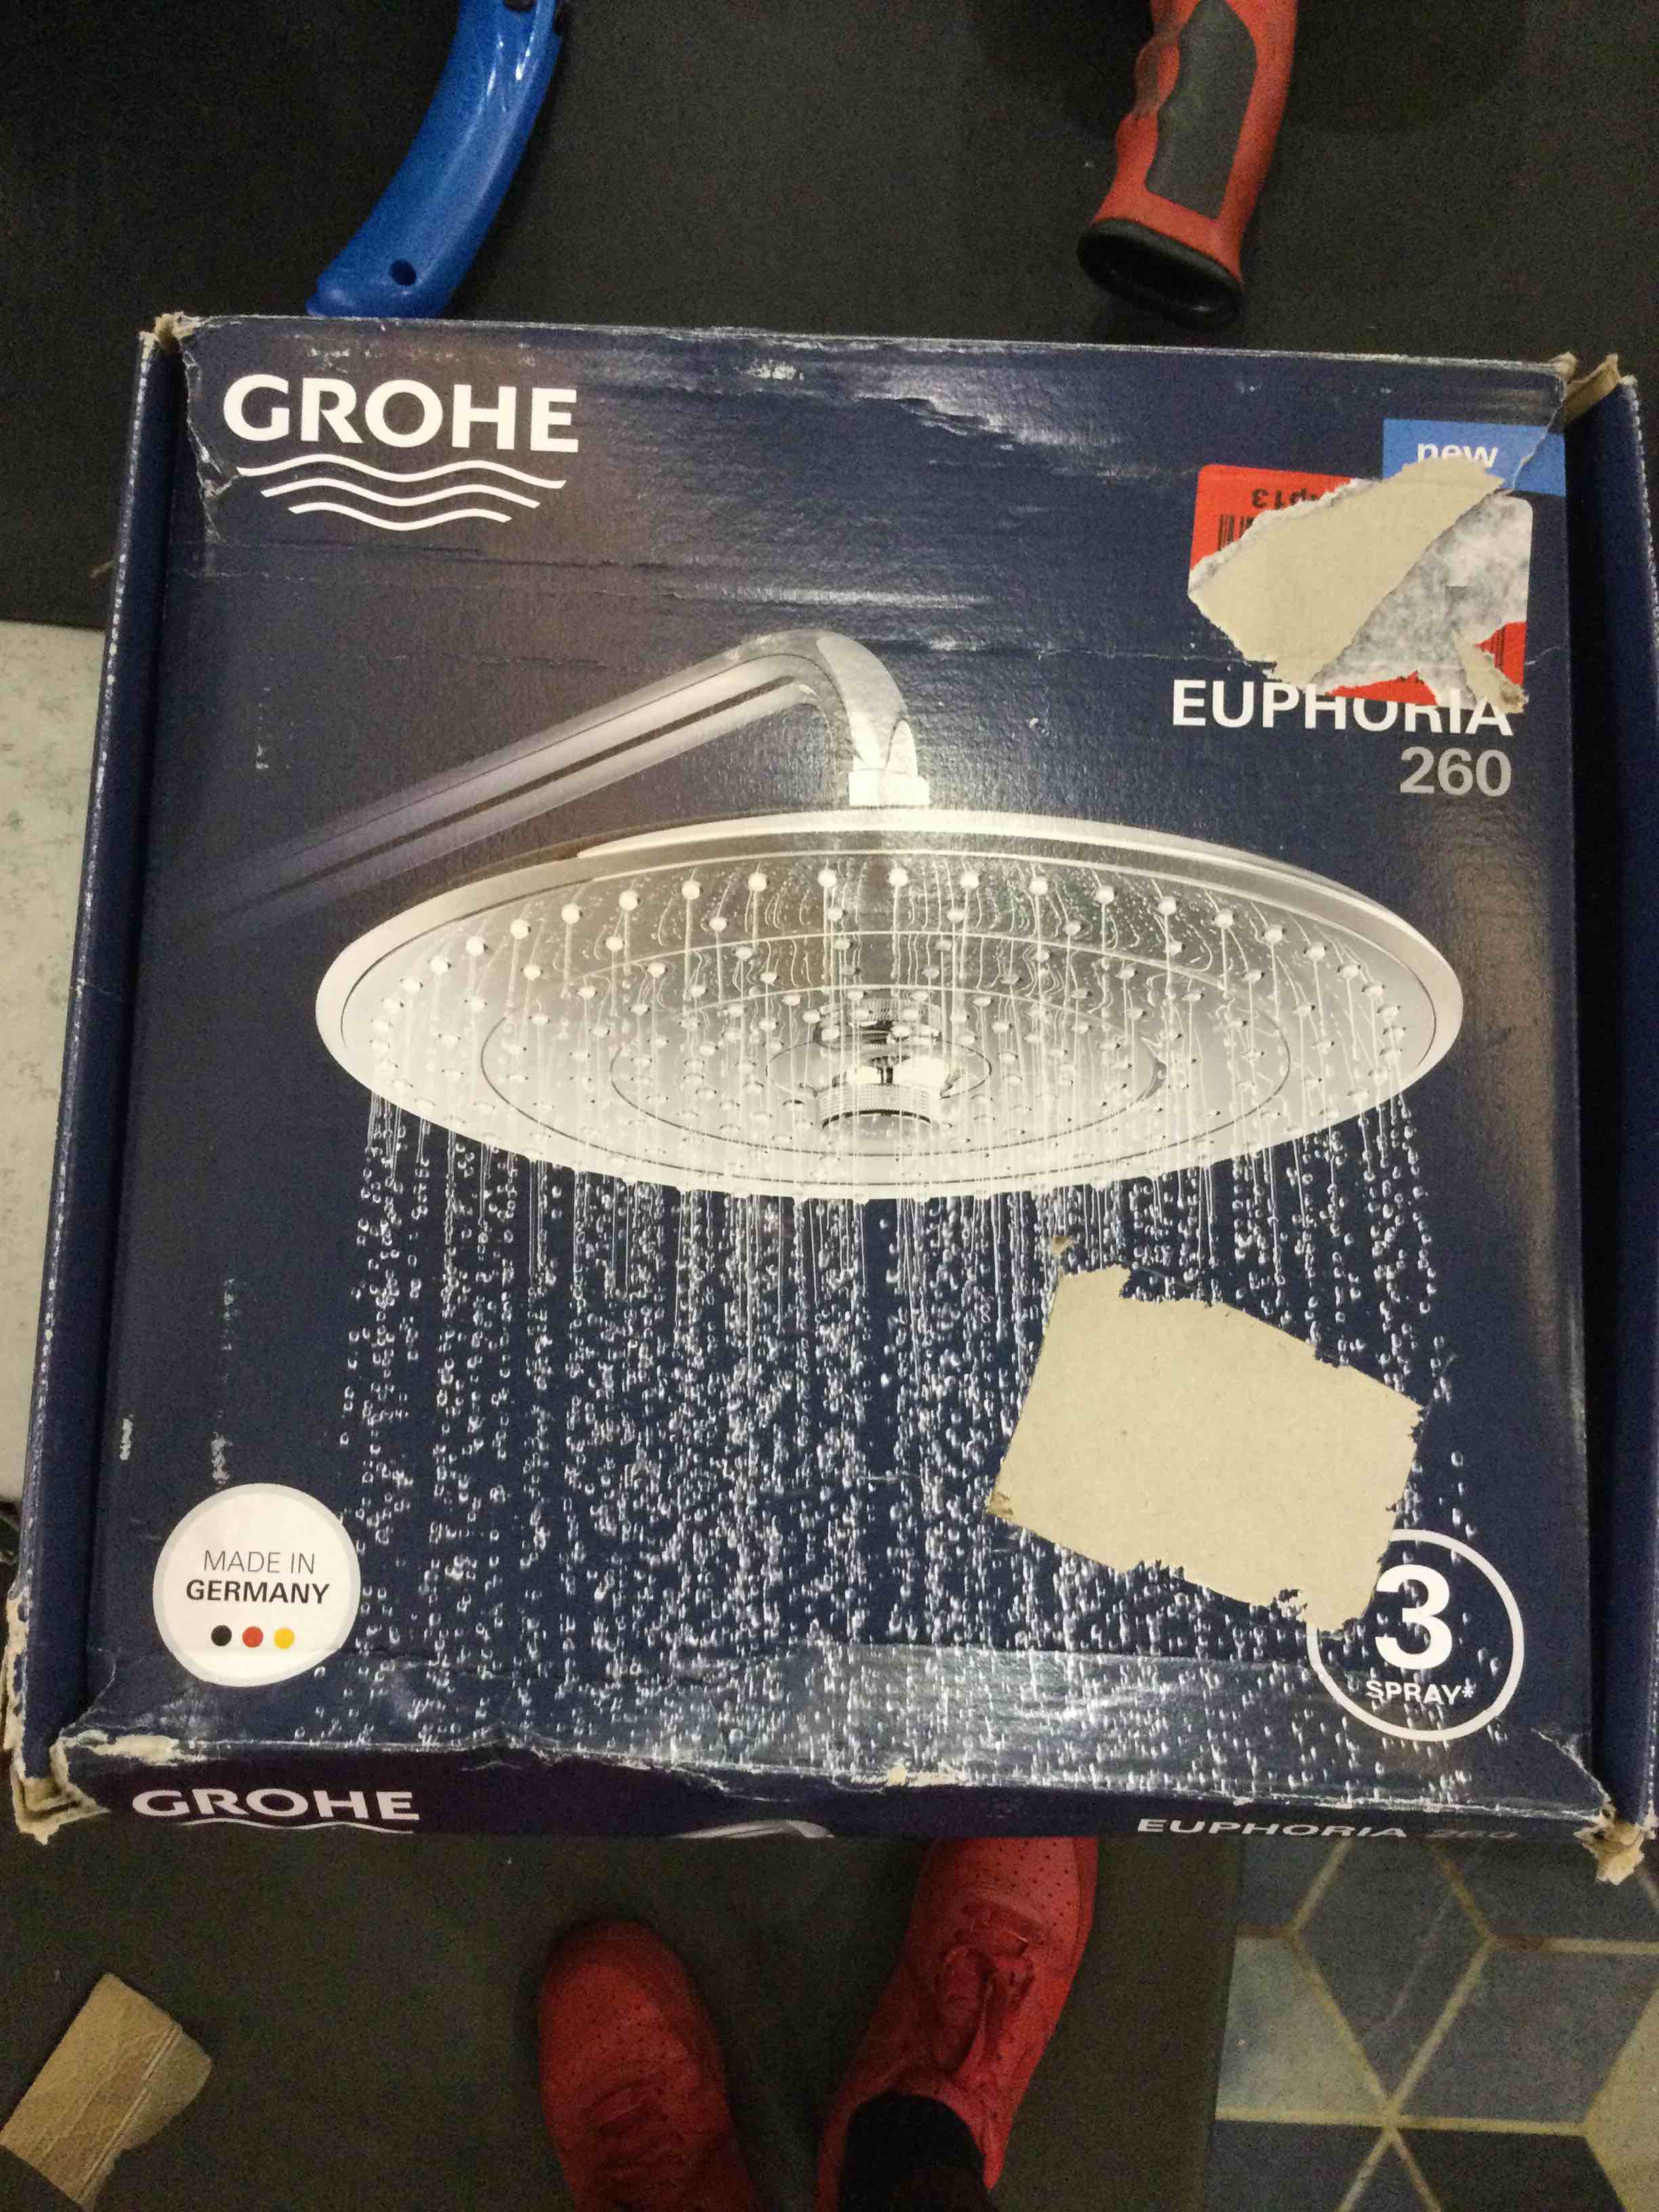 GROHE
new
EUPHORIA
260
MADE IN
GERMANY
3
SPRAY*
GROHE
EUPHORIA 260